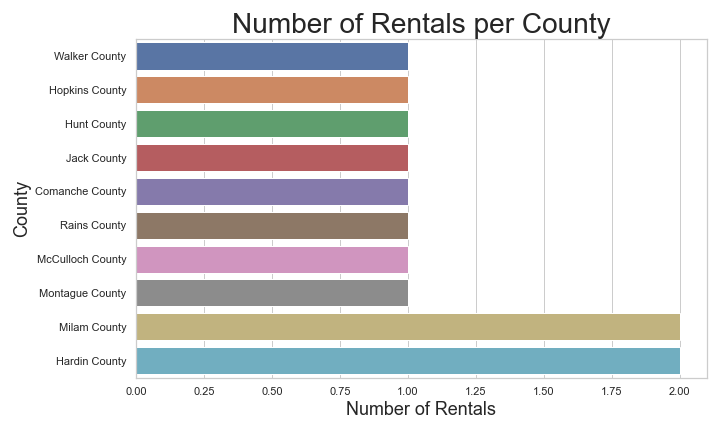 Number of Rentals per County
County
Walker County
Hopkins County
Hunt County
Jack County
Comanche County
Rains County
McCulloch County
Montague County
Milam County
Hardin County
0.00 0.25 0.50 0.75 1.00 1.25 1.50 1.75 2.00
Number of Rentals